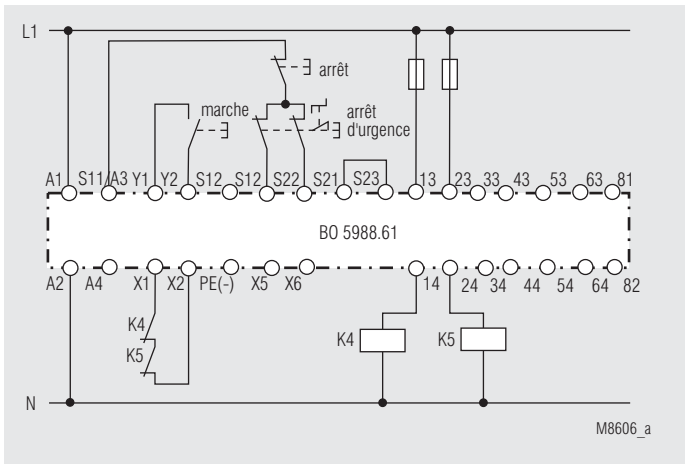 L1
arrêt
marche
arrêt
d'urgence
A1 S11/A3 Y1 Y2 S12 S12 S22 S21 S23 13 23 33 43 53 63 81
BO 5988.61
A2 A4 X1 X2 PE(-) X5 X6 14 24 34 44 54 64 82
K4
K5
K4 K5
N
M8606_a